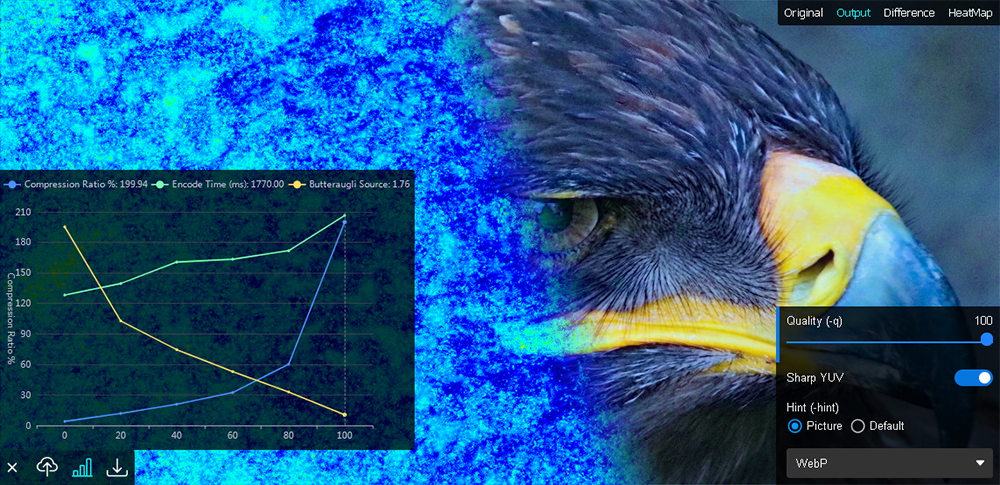 Original Output Difference HeatMap
Compression Ratio %: 199.94 Encode Time (ms): 1770.00 Butteraugli Source: 1.76
210
180
150
120
90
60
30
0
Compression Ratio %
0 20 40 60 80 100
Quality (-q) 100
Sharp YUV
Hint (-hint)
Picture Default
WebP